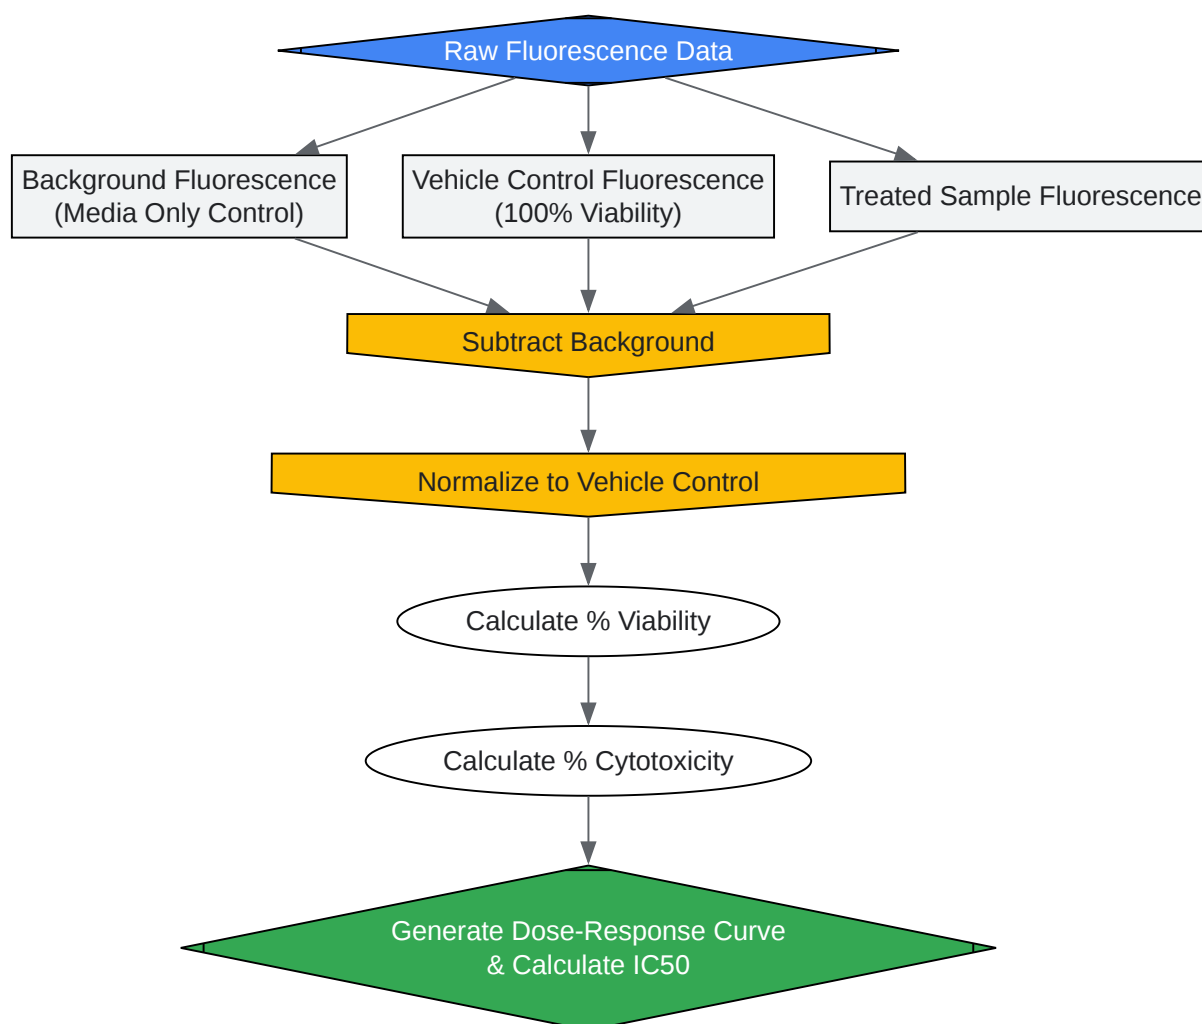 Raw Fluorescence Data
Background Fluorescence
(Media Only Control)
Vehicle Control Fluorescence
(100% Viability)
Treated Sample Fluorescence
Subtract Background
Normalize to Vehicle Control
Calculate % Viability
Calculate % Cytotoxicity
Generate Dose-Response Curve
& Calculate IC50